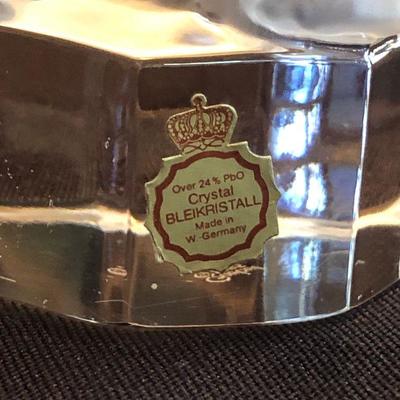 Over 24% PbO
Crystal
BLEIKRISTALL
Made in
W.-Germany